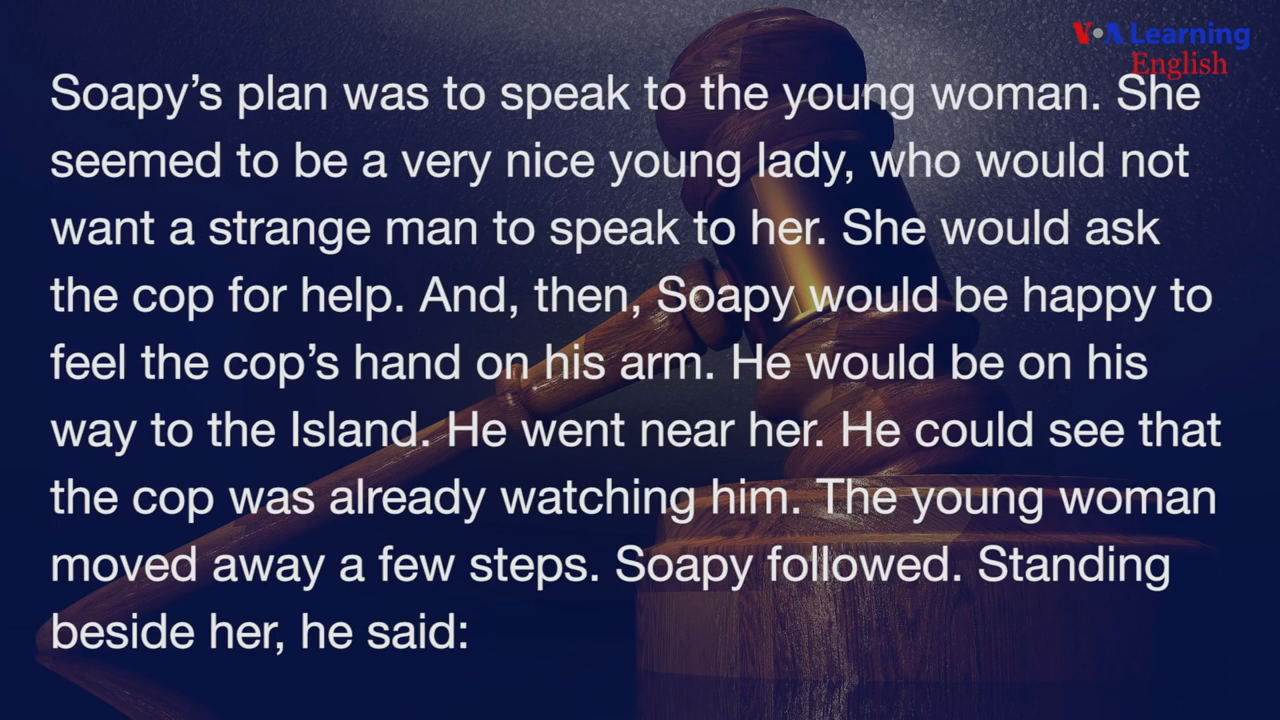 VOA Learning
English
Soapy’s plan was to speak to the young woman. She
seemed to be a very nice young lady, who would not
want a strange man to speak to her. She would ask
the cop for help. And, then, Soapy would be happy to
feel the cop’s hand on his arm. He would be on his
way to the Island. He went near her. He could see that
the cop was already watching him. The young woman
moved away a few steps. Soapy followed. Standing
beside her, he said: